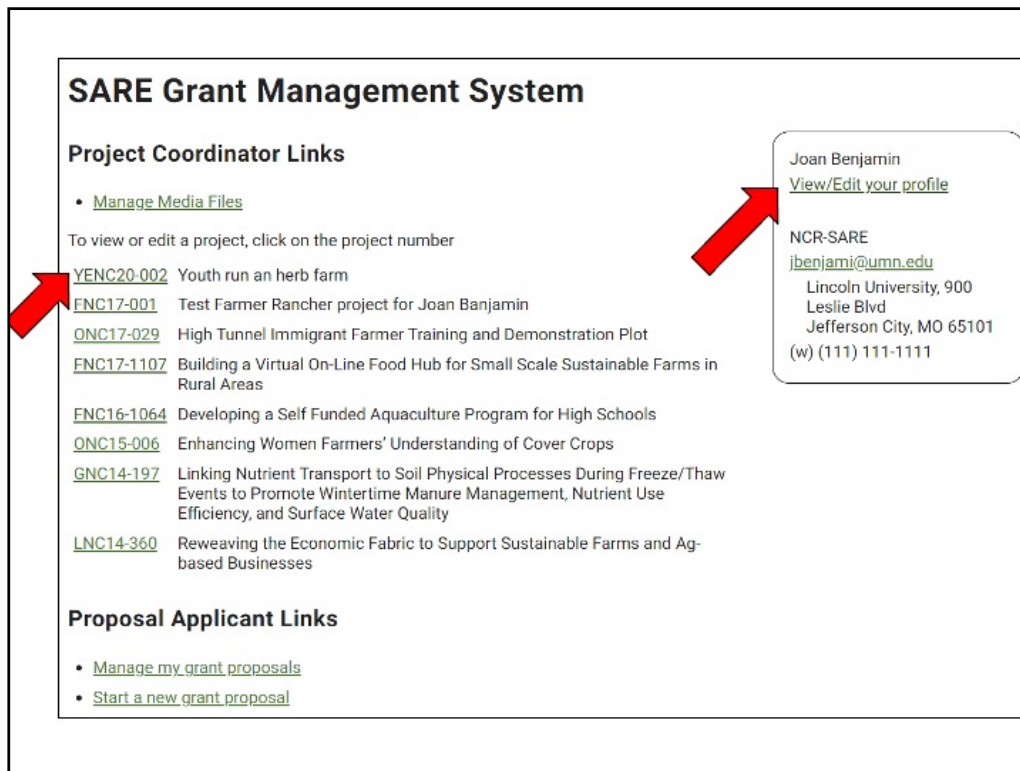 SARE Grant Management System
Project Coordinator Links
• Manage Media Files
To view or edit a project, click on the project number
YENC20-002 Youth run an herb farm
FNC17-001 Test Farmer Rancher project for Joan Banjamin
ONC17-029 High Tunnel Immigrant Farmer Training and Demonstration Plot
FNC17-1107 Building a Virtual On-Line Food Hub for Small Scale Sustainable Farms in
Rural Areas
FNC16-1064 Developing a Self Funded Aquaculture Program for High Schools
ONC15-006 Enhancing Women Farmers' Understanding of Cover Crops
GNC14-197 Linking Nutrient Transport to Soil Physical Processes During Freeze/Thaw
Events to Promote Wintertime Manure Management, Nutrient Use
Efficiency, and Surface Water Quality
LNC14-360 Reweaving the Economic Fabric to Support Sustainable Farms and Ag-
based Businesses
Proposal Applicant Links
• Manage my grant proposals
• Start a new grant proposal
Joan Benjamin
View/Edit your profile
NCR-SARE
jbenjami@umn.edu
Lincoln University, 900
Leslie Blvd
Jefferson City, MO 65101
(w) (111) 111-1111